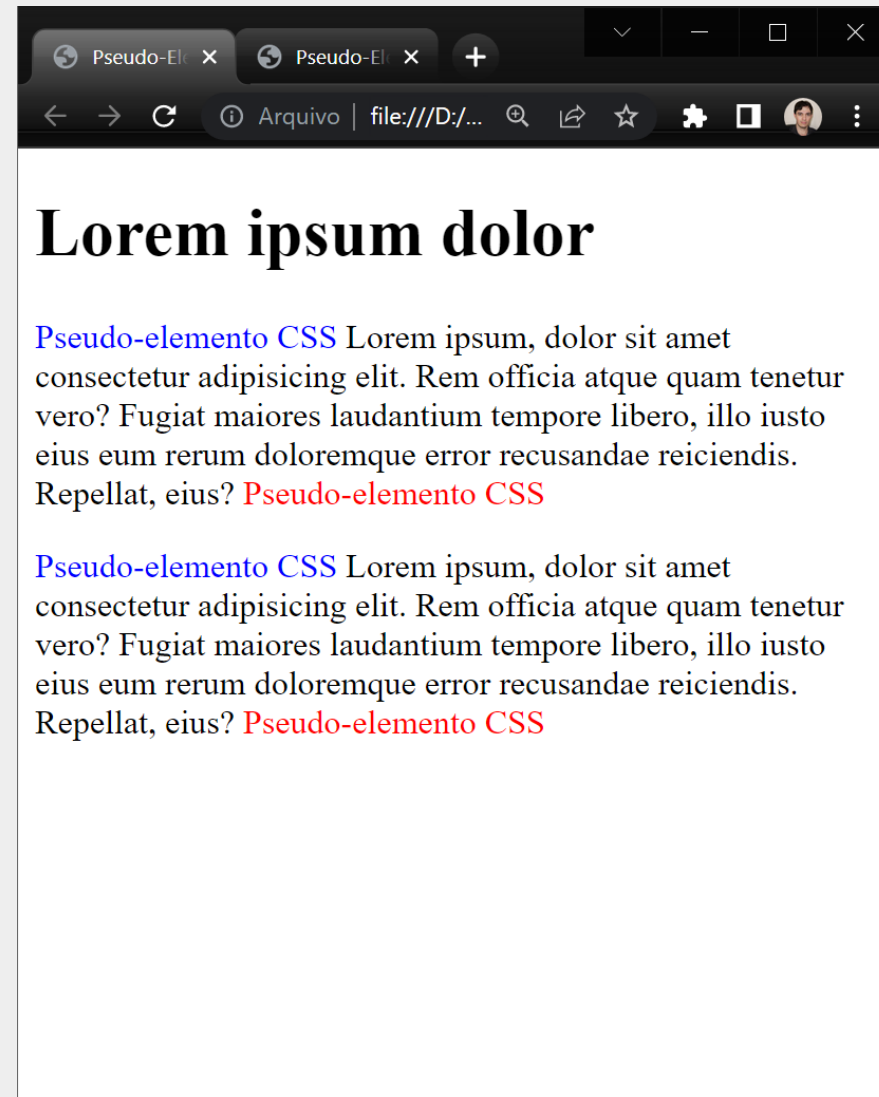 Pseudo-Ele
Pseudo-Ele
Arquivo | file:///D:/...
Lorem ipsum dolor
Pseudo-elemento CSS Lorem ipsum, dolor sit amet
consectetur adipisicing elit. Rem officia atque quam tenetur
vero? Fugiat maiores laudantium tempore libero, illo iusto
eius eum rerum doloremque error recusandae reiciendis.
Repellat, eius? Pseudo-elemento CSS
Pseudo-elemento CSS Lorem ipsum, dolor sit amet
consectetur adipisicing elit. Rem officia atque quam tenetur
vero? Fugiat maiores laudantium tempore libero, illo iusto
eius eum rerum doloremque error recusandae reiciendis.
Repellat, eius? Pseudo-elemento CSS